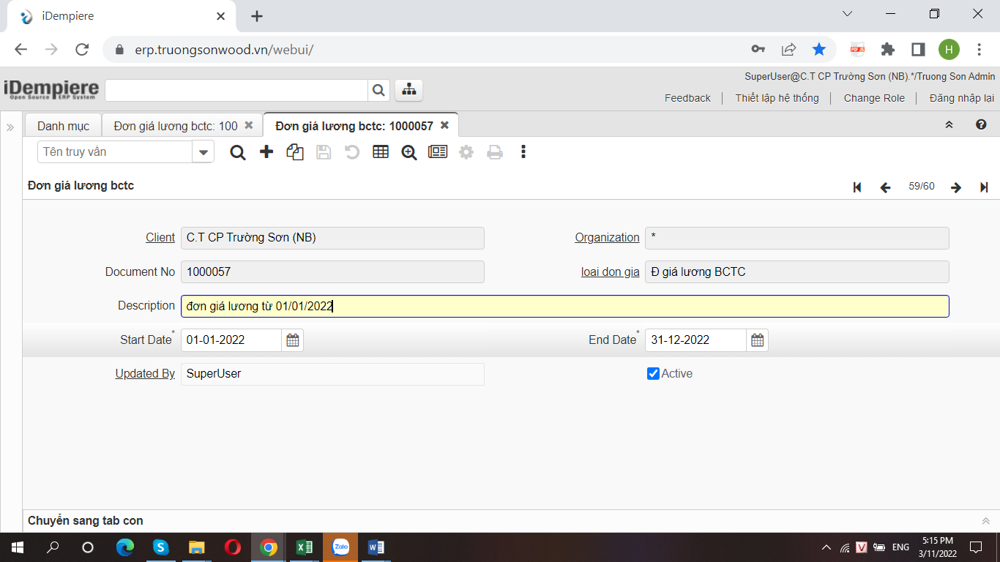 iDempiere
erp.truongsonwood.vn/webui/
PDF JS
H
SuperUser@C.T CP Trường Sơn (NB).*/Truong Son Admin
iDempiere
Open Source ERP System
Feedback
Thiết lập hệ thống
Change Role
Đăng nhập lại
Danh mục
Đơn giá lương bctc: 100
Đơn giá lương bctc: 1000057
Tên truy vấn
Đơn giá lương bctc
59/60
Client C.T CP Trường Sơn (NB)
Organization *
Document No 1000057
loai don gia Đ giá lương BCTC
Description đơn giá lương từ 01/01/2022
Start Date* 01-01-2022
End Date* 31-12-2022
Updated By SuperUser
Active
Chuyển sang tab con
Zalo
V
ENG
5:15 PM
3/11/2022